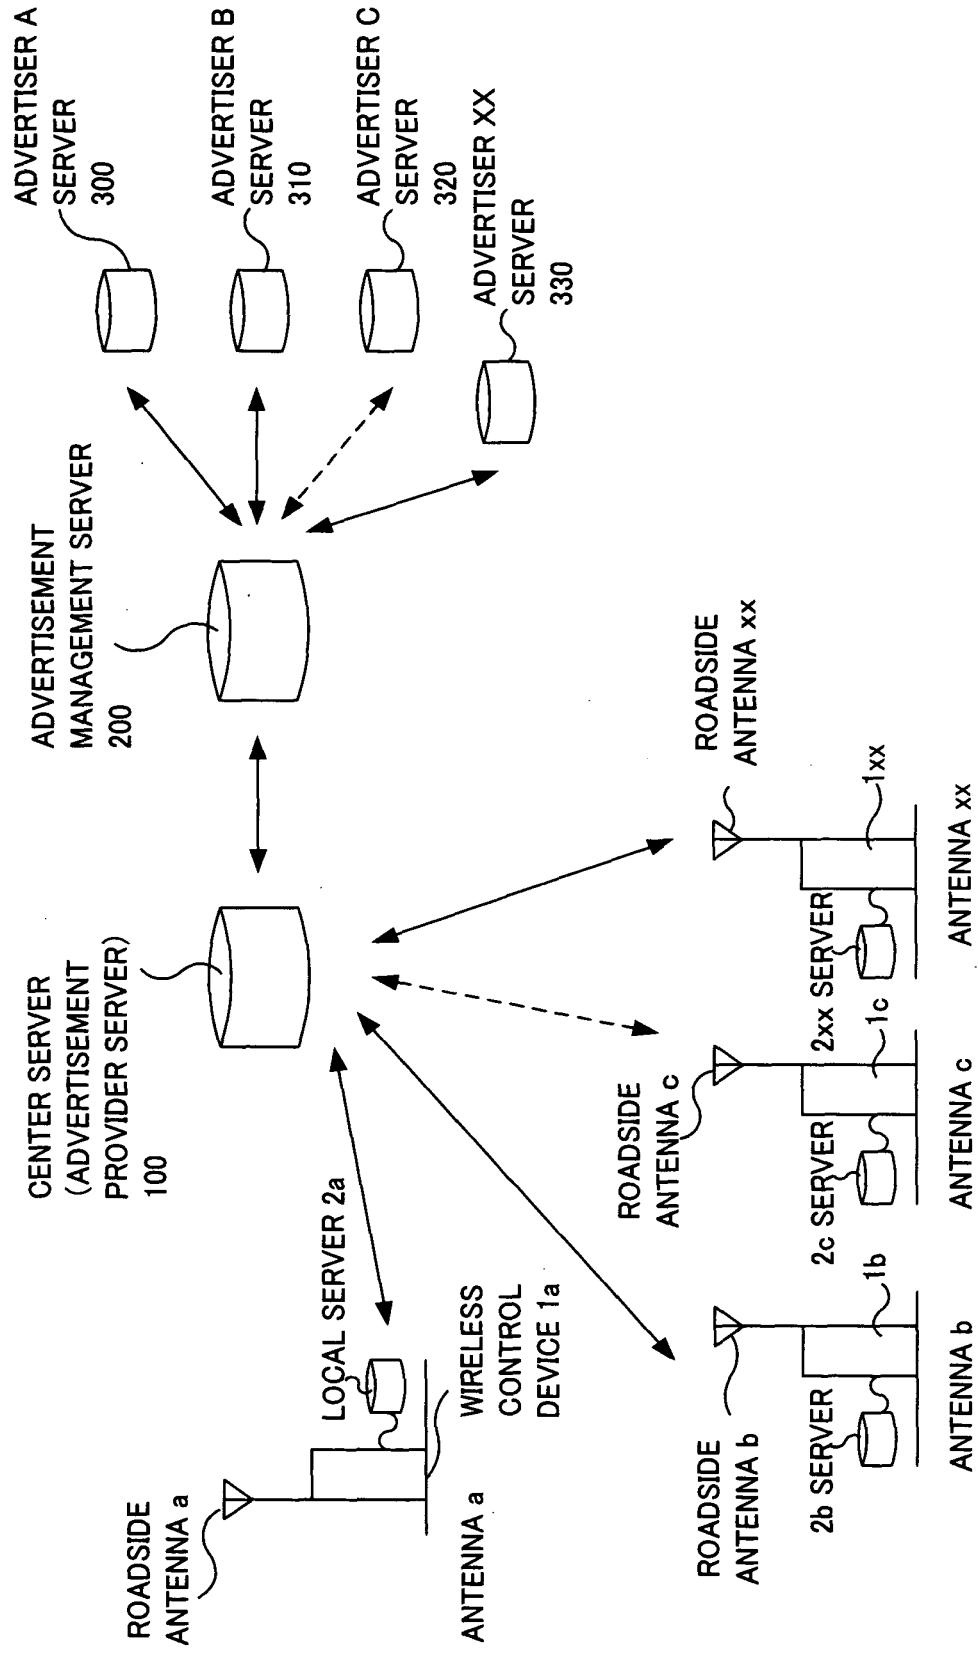 ROADSIDE
ANTENNA a
ANTENNA a
LOCAL SERVER 2a
WIRELESS
CONTROL
DEVICE 1a
CENTER SERVER
(ADVERTISEMENT
PROVIDER SERVER)
100
ADVERTISEMENT
MANAGEMENT SERVER
200
ADVERTISER A
SERVER
300
ADVERTISER B
SERVER
310
ADVERTISER C
SERVER
320
ADVERTISER XX
SERVER
330
ROADSIDE
ANTENNA b
2b SERVER
1b
ANTENNA b
ROADSIDE
ANTENNA c
2c SERVER
1c
ANTENNA c
ROADSIDE
ANTENNA xx
2xx SERVER
1xx
ANTENNA xx